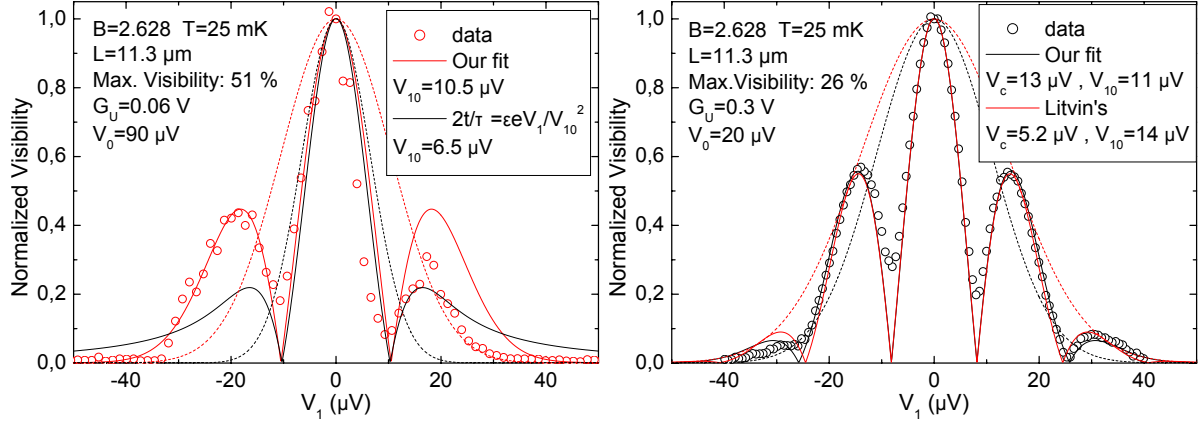 B=2.628 T=25 mK
L=11.3 µm
Max. Visibility: 51 %
G_U=0.06 V
V_0=90 µV
data
Our fit
V_10=10.5 µV
2t/τ =εeV_1/V_10^2
V_10=6.5 µV
Normalized Visibility
1,0
0,8
0,6
0,4
0,2
0,0
-40 -20 0 20 40
V_1 (µV)
B=2.628 T=25 mK
L=11.3 µm
Max.Visibility: 26 %
G_U=0.3 V
V_0=20 µV
data
Our fit
V_c=13 µV , V_10=11 µV
Litvin's
V_c=5.2 µV , V_10=14 µV
Normalized Visibility
1,0
0,8
0,6
0,4
0,2
0,0
-40 -20 0 20 40
V_1 (µV)